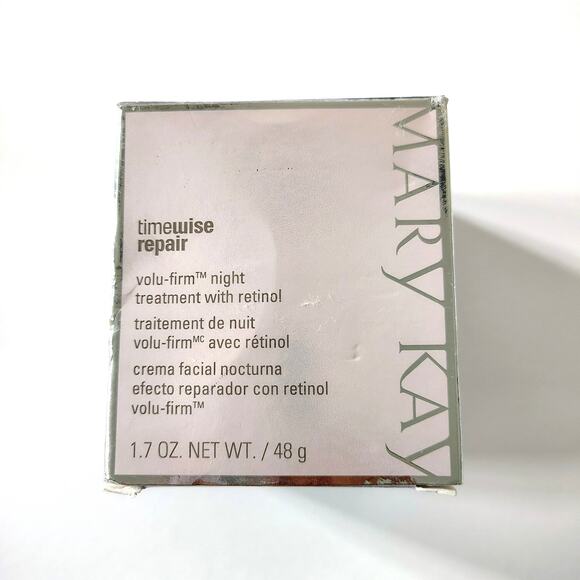 timewise
repair
volu-firm™ night
treatment with retinol
traitement de nuit
volu-firmᴹᶜ avec rétinol
crema facial nocturna
efecto reparador con retinol
volu-firm™
1.7 OZ. NET WT. / 48 g
MARY KAY